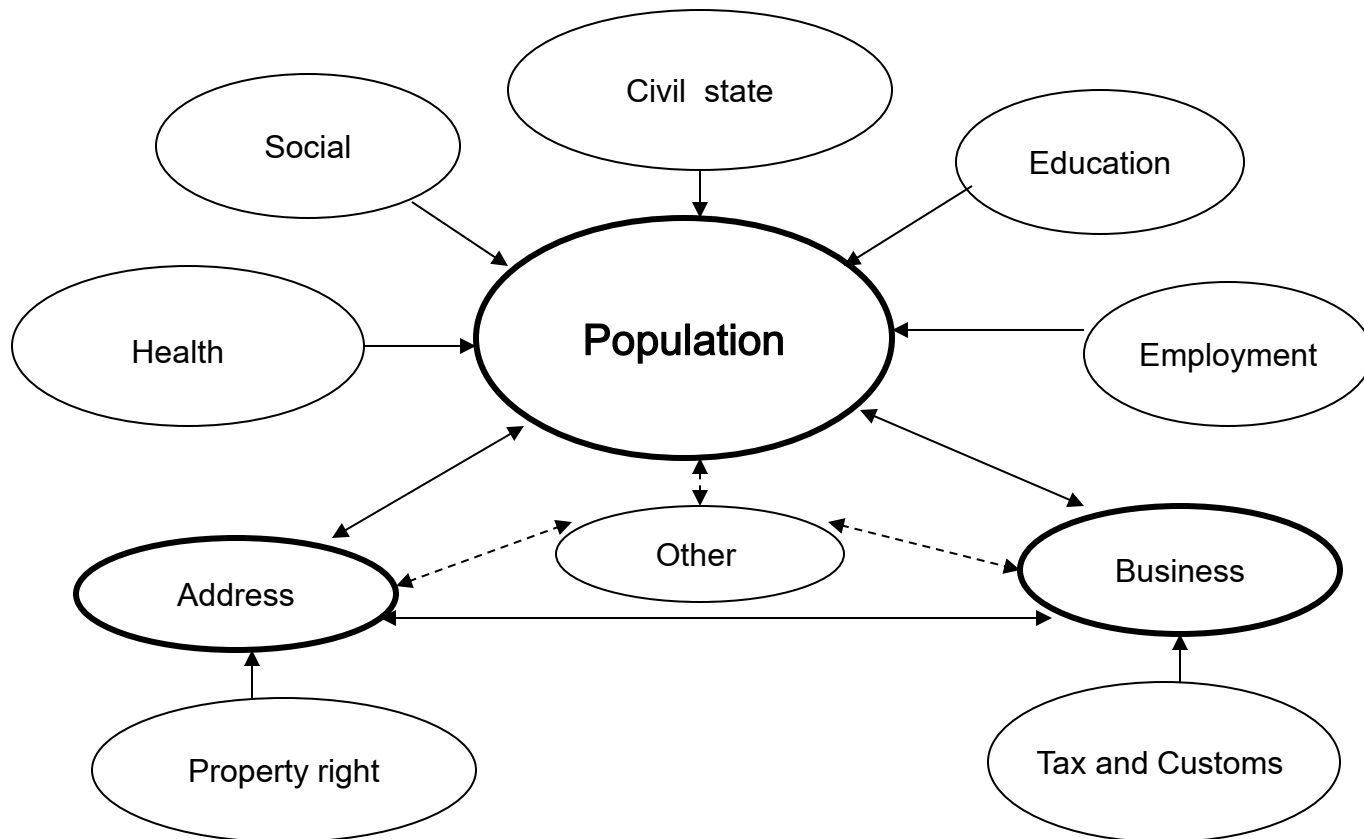 Civil state
Social
Education
Population
Health
Employment
Other
Business
Address
Property right
Tax and Customs